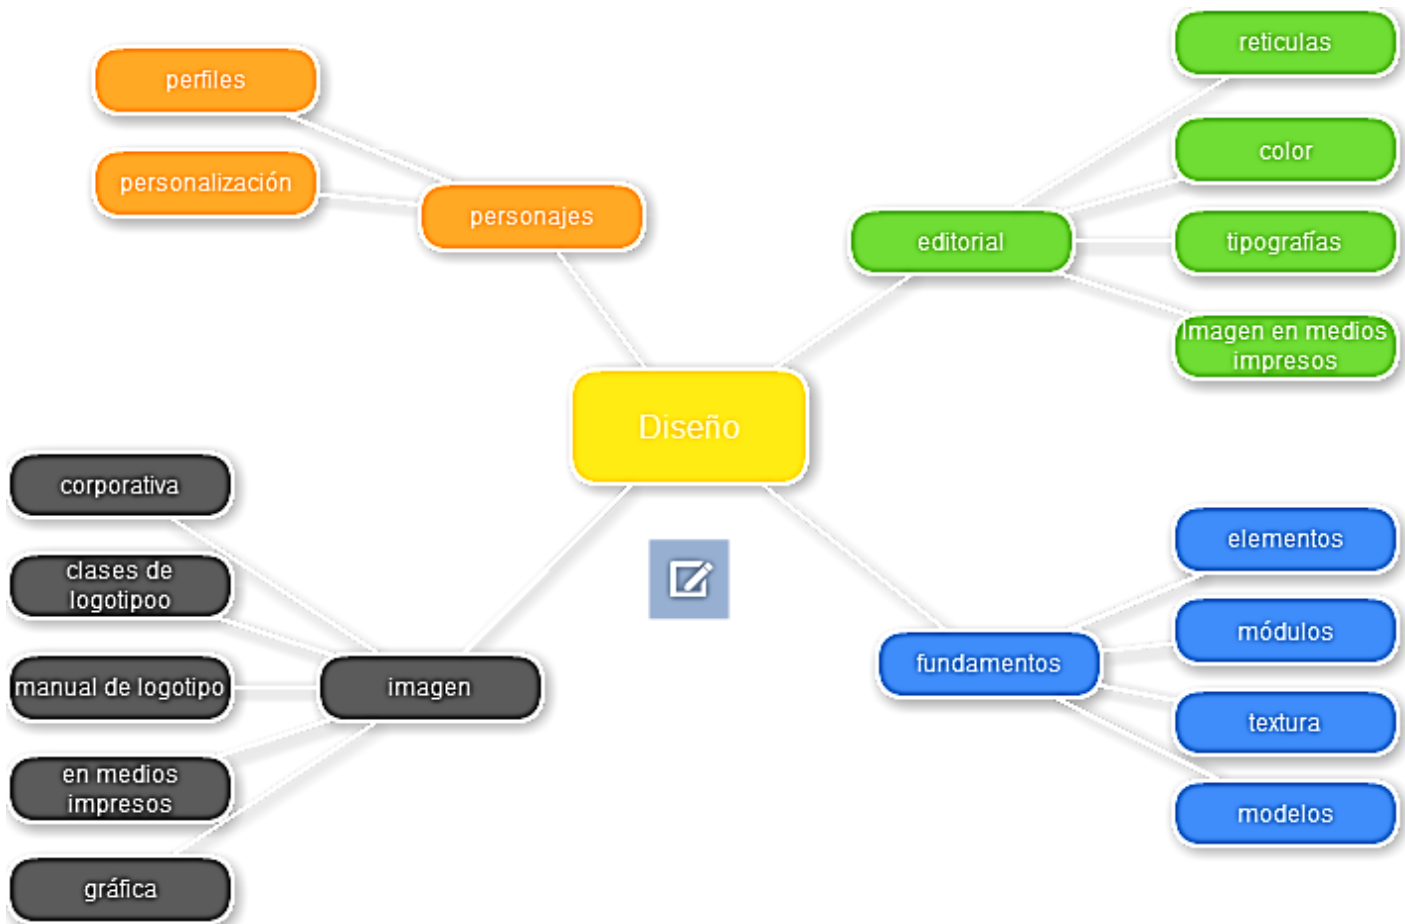 perfiles
personalización
personajes
reticulas
color
editorial
tipografías
Imagen en medios
impresos
Diseño
corporativa
clases de
logotipoo
manual de logotipo
imagen
en medios
impresos
gráfica
elementos
módulos
fundamentos
textura
modelos